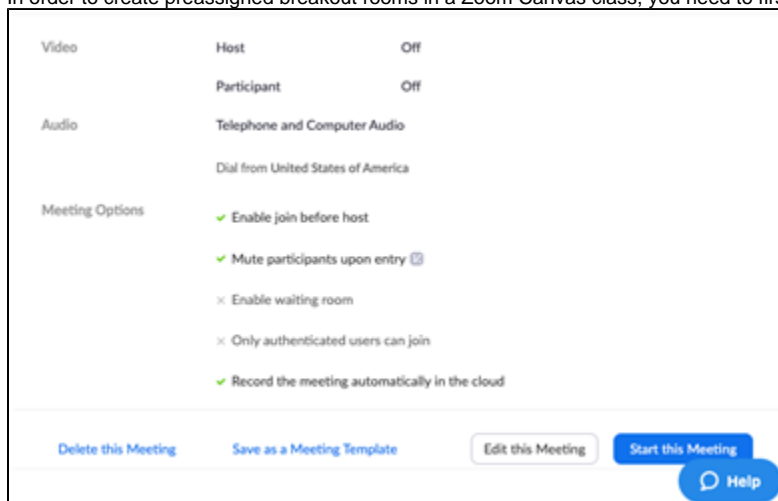 In order to create preassigned breakout rooms in a Zoom Canvas class, you need to
Video Host Off
Participant Off
Audio Telephone and Computer Audio
Dial from United States of America
Meeting Options ✓ Enable join before host
✓ Mute participants upon entry
× Enable waiting room
× Only authenticated users can join
✓ Record the meeting automatically in the cloud
Delete this Meeting Save as a Meeting Template Edit this Meeting Start this Meeting
Help